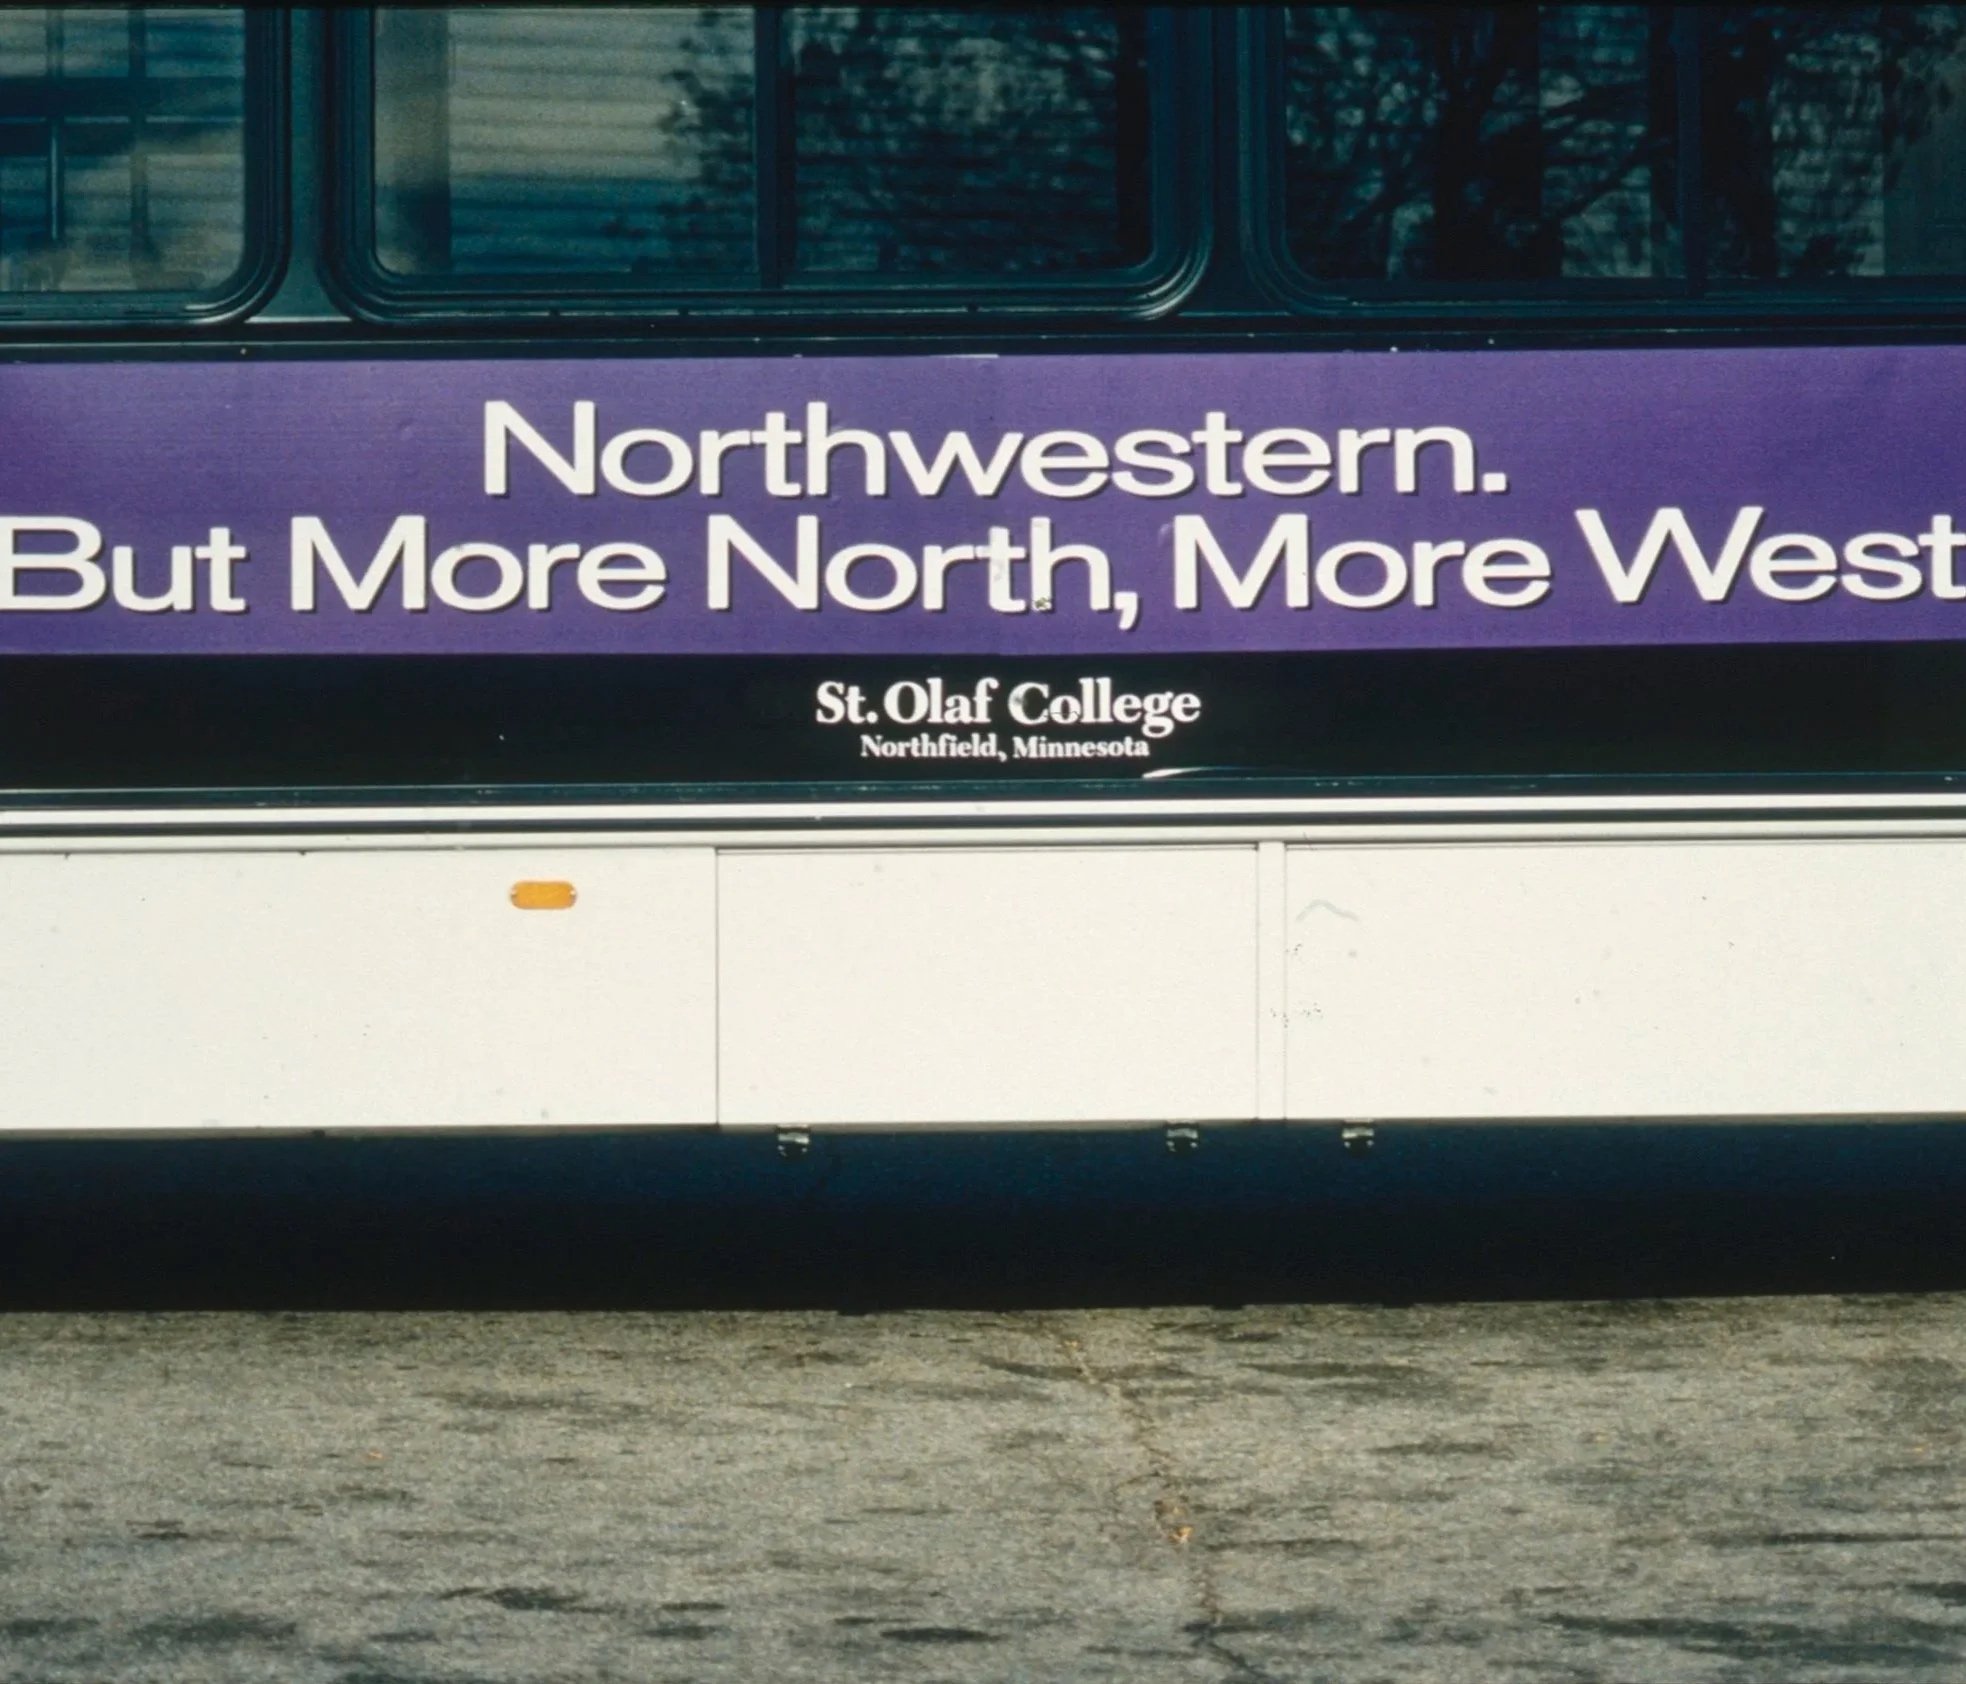 Northwestern.
But More North, More West
St. Olaf College
Northfield, Minnesota